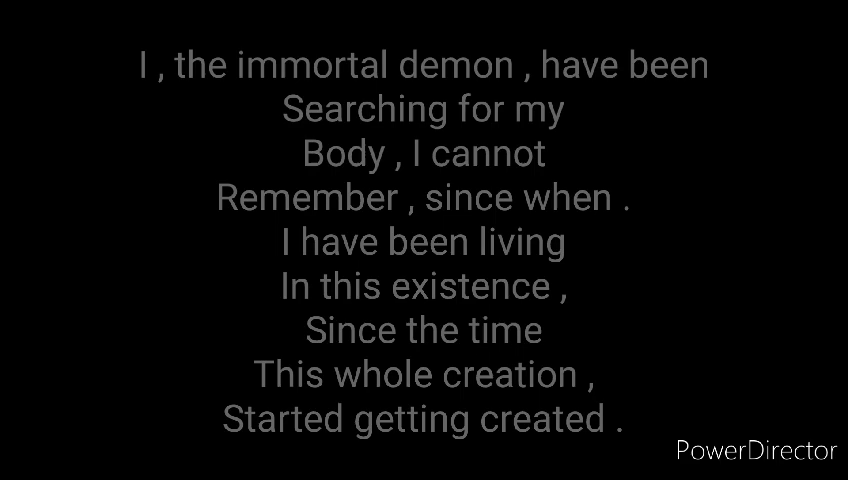 I , the immortal demon , have been
Searching for my
Body , I cannot
Remember , since when .
I have been living
In this existence ,
Since the time
This whole creation ,
Started getting created .
PowerDirector